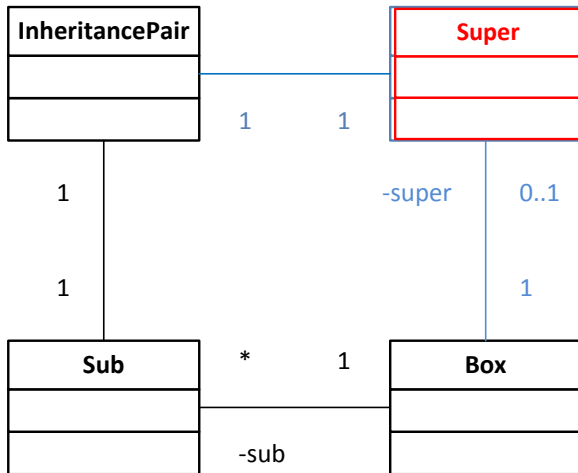 InheritancePair Super
1 1
1 -super 0..1
1 1
Sub * 1 Box
-sub